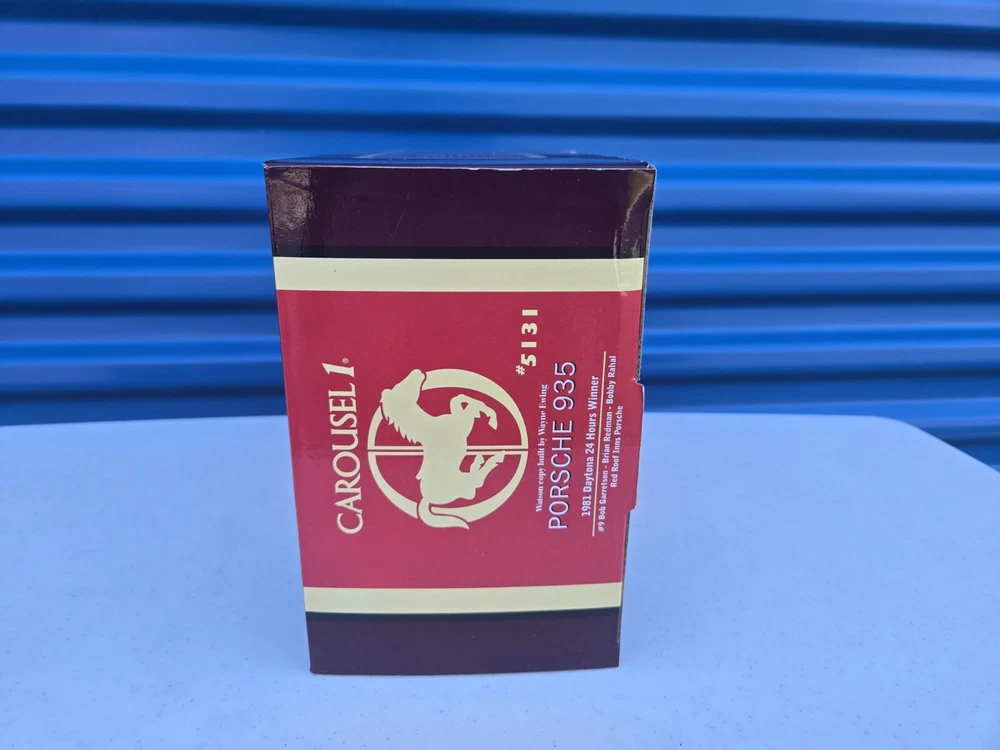 CAROUSEL 1®
#5131
Watson copy built by Wayne Ewing
PORSCHE 935
1981 Daytona 24 Hours Winner
#9 Bob Garretson - Brian Redman - Bobby Rahal
Red Roof Inns Porsche